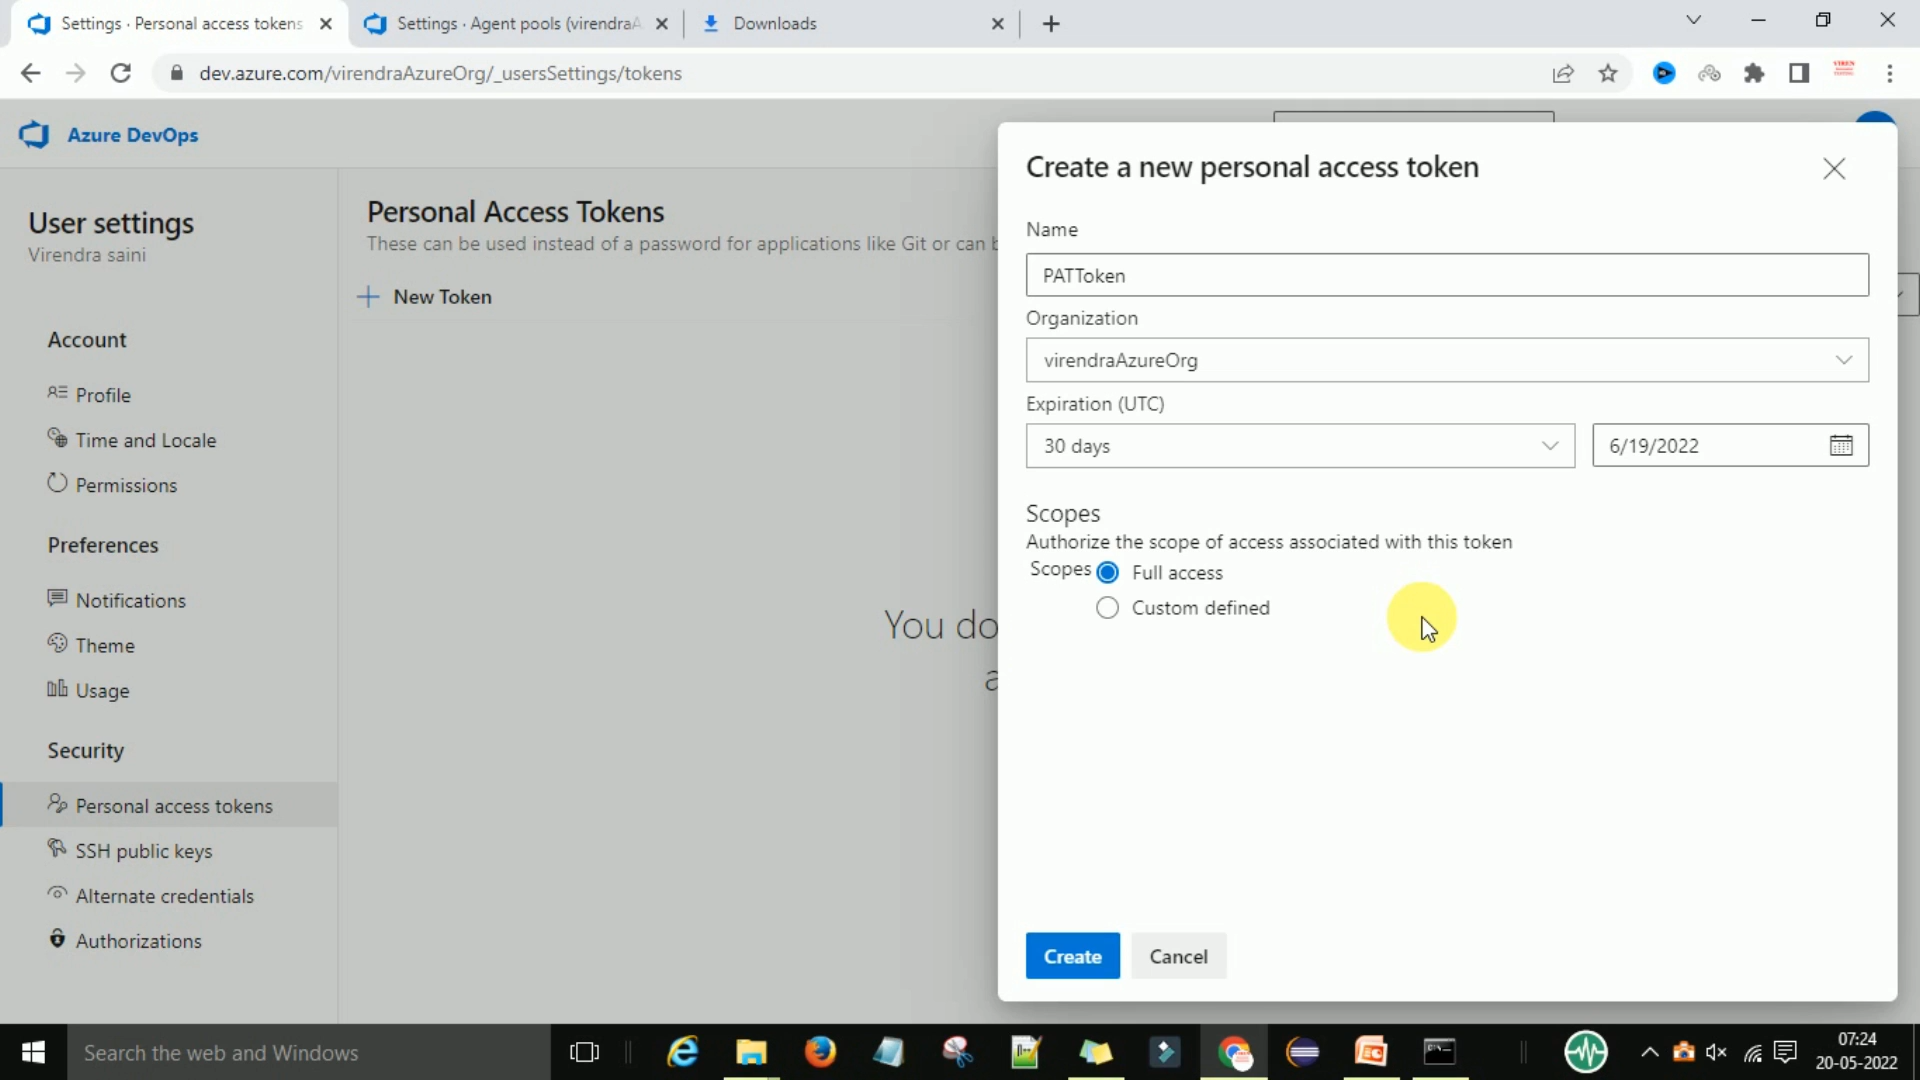 Settings · Personal access tokens
Settings · Agent pools (virendraA
Downloads
dev.azure.com/virendraAzureOrg/_usersSettings/tokens
Azure DevOps
User settings
Virendra saini
Account
Profile
Time and Locale
Permissions
Preferences
Notifications
Theme
Usage
Security
Personal access tokens
SSH public keys
Alternate credentials
Authorizations
Personal Access Tokens
These can be used instead of a password for applications like Git or can b
New Token
You do
a
Create a new personal access token
Name
PATToken
Organization
virendraAzureOrg
Expiration (UTC)
30 days
6/19/2022
Scopes
Authorize the scope of access associated with this token
Scopes
Full access
Custom defined
Create
Cancel
Search the web and Windows
07:24
20-05-2022